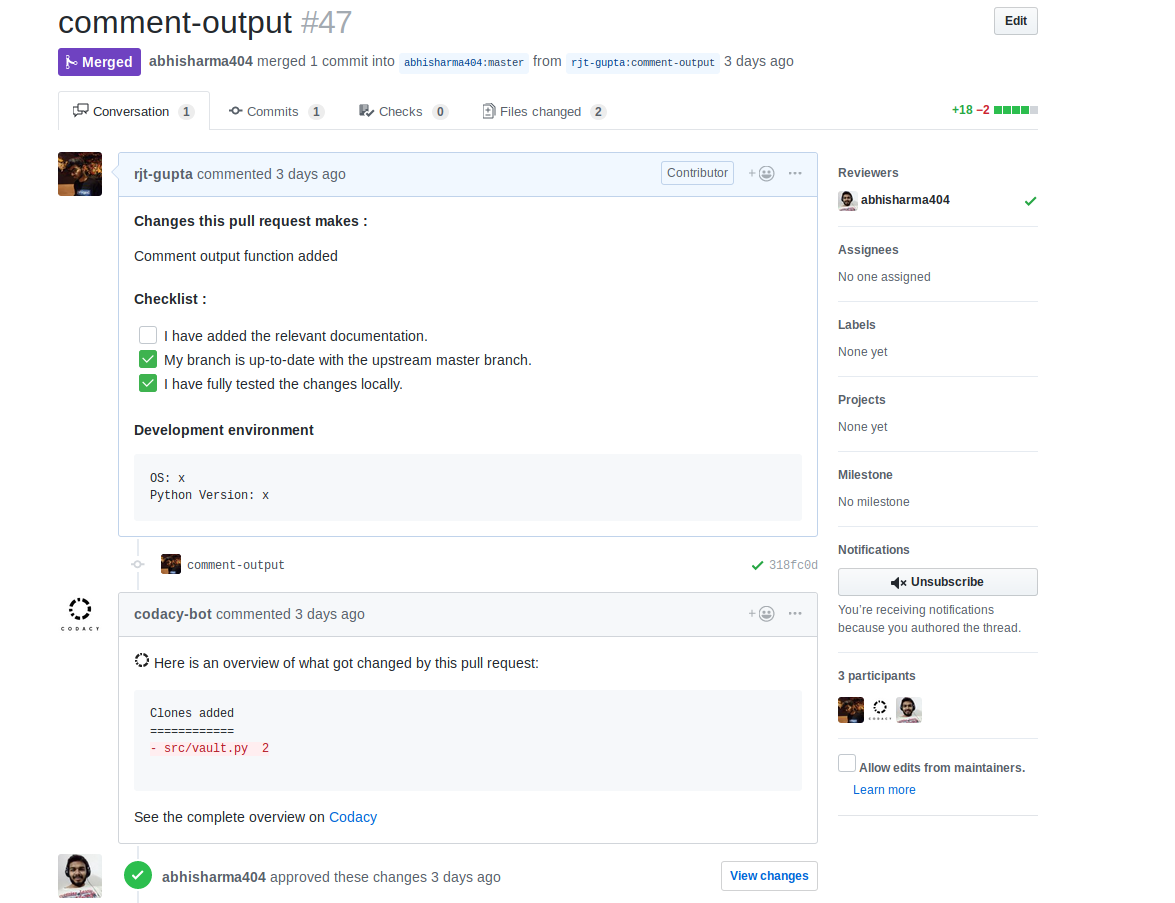 comment-output #47
Edit
Merged abhisharma404 merged 1 commit into abhisharma404:master from rjt-gupta:comment-output 3 days ago
Conversation 1 Commits 1 Checks 0 Files changed 2 +18 −2
rjt-gupta commented 3 days ago Contributor + ···
Changes this pull request makes :
Comment output function added
Checklist :
I have added the relevant documentation.
My branch is up-to-date with the upstream master branch.
I have fully tested the changes locally.
Development environment
OS: x
Python Version: x
comment-output 318fc0d
CODACY
codacy-bot commented 3 days ago + ···
Here is an overview of what got changed by this pull request:
Clones added
============
- src/vault.py 2
See the complete overview on Codacy
abhisharma404 approved these changes 3 days ago View changes
Reviewers
abhisharma404
Assignees
No one assigned
Labels
None yet
Projects
None yet
Milestone
No milestone
Notifications
Unsubscribe
You’re receiving notifications
because you authored the thread.
3 participants
CODACY
Allow edits from maintainers.
Learn more